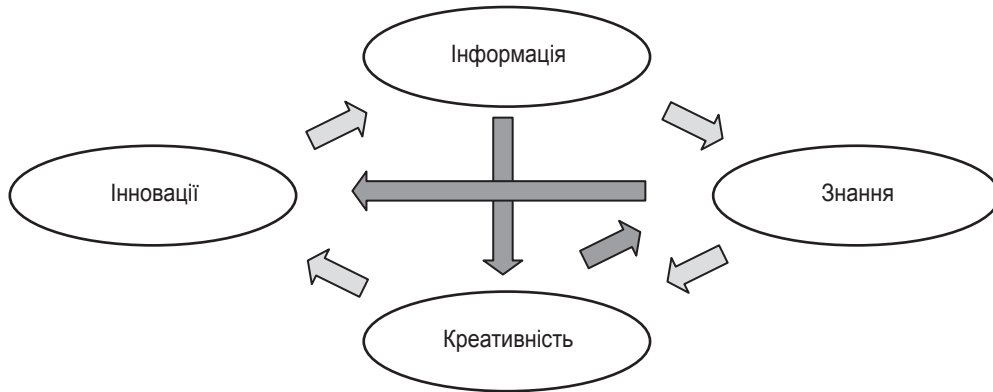 Інформація
Інновації
Знання
Креативність